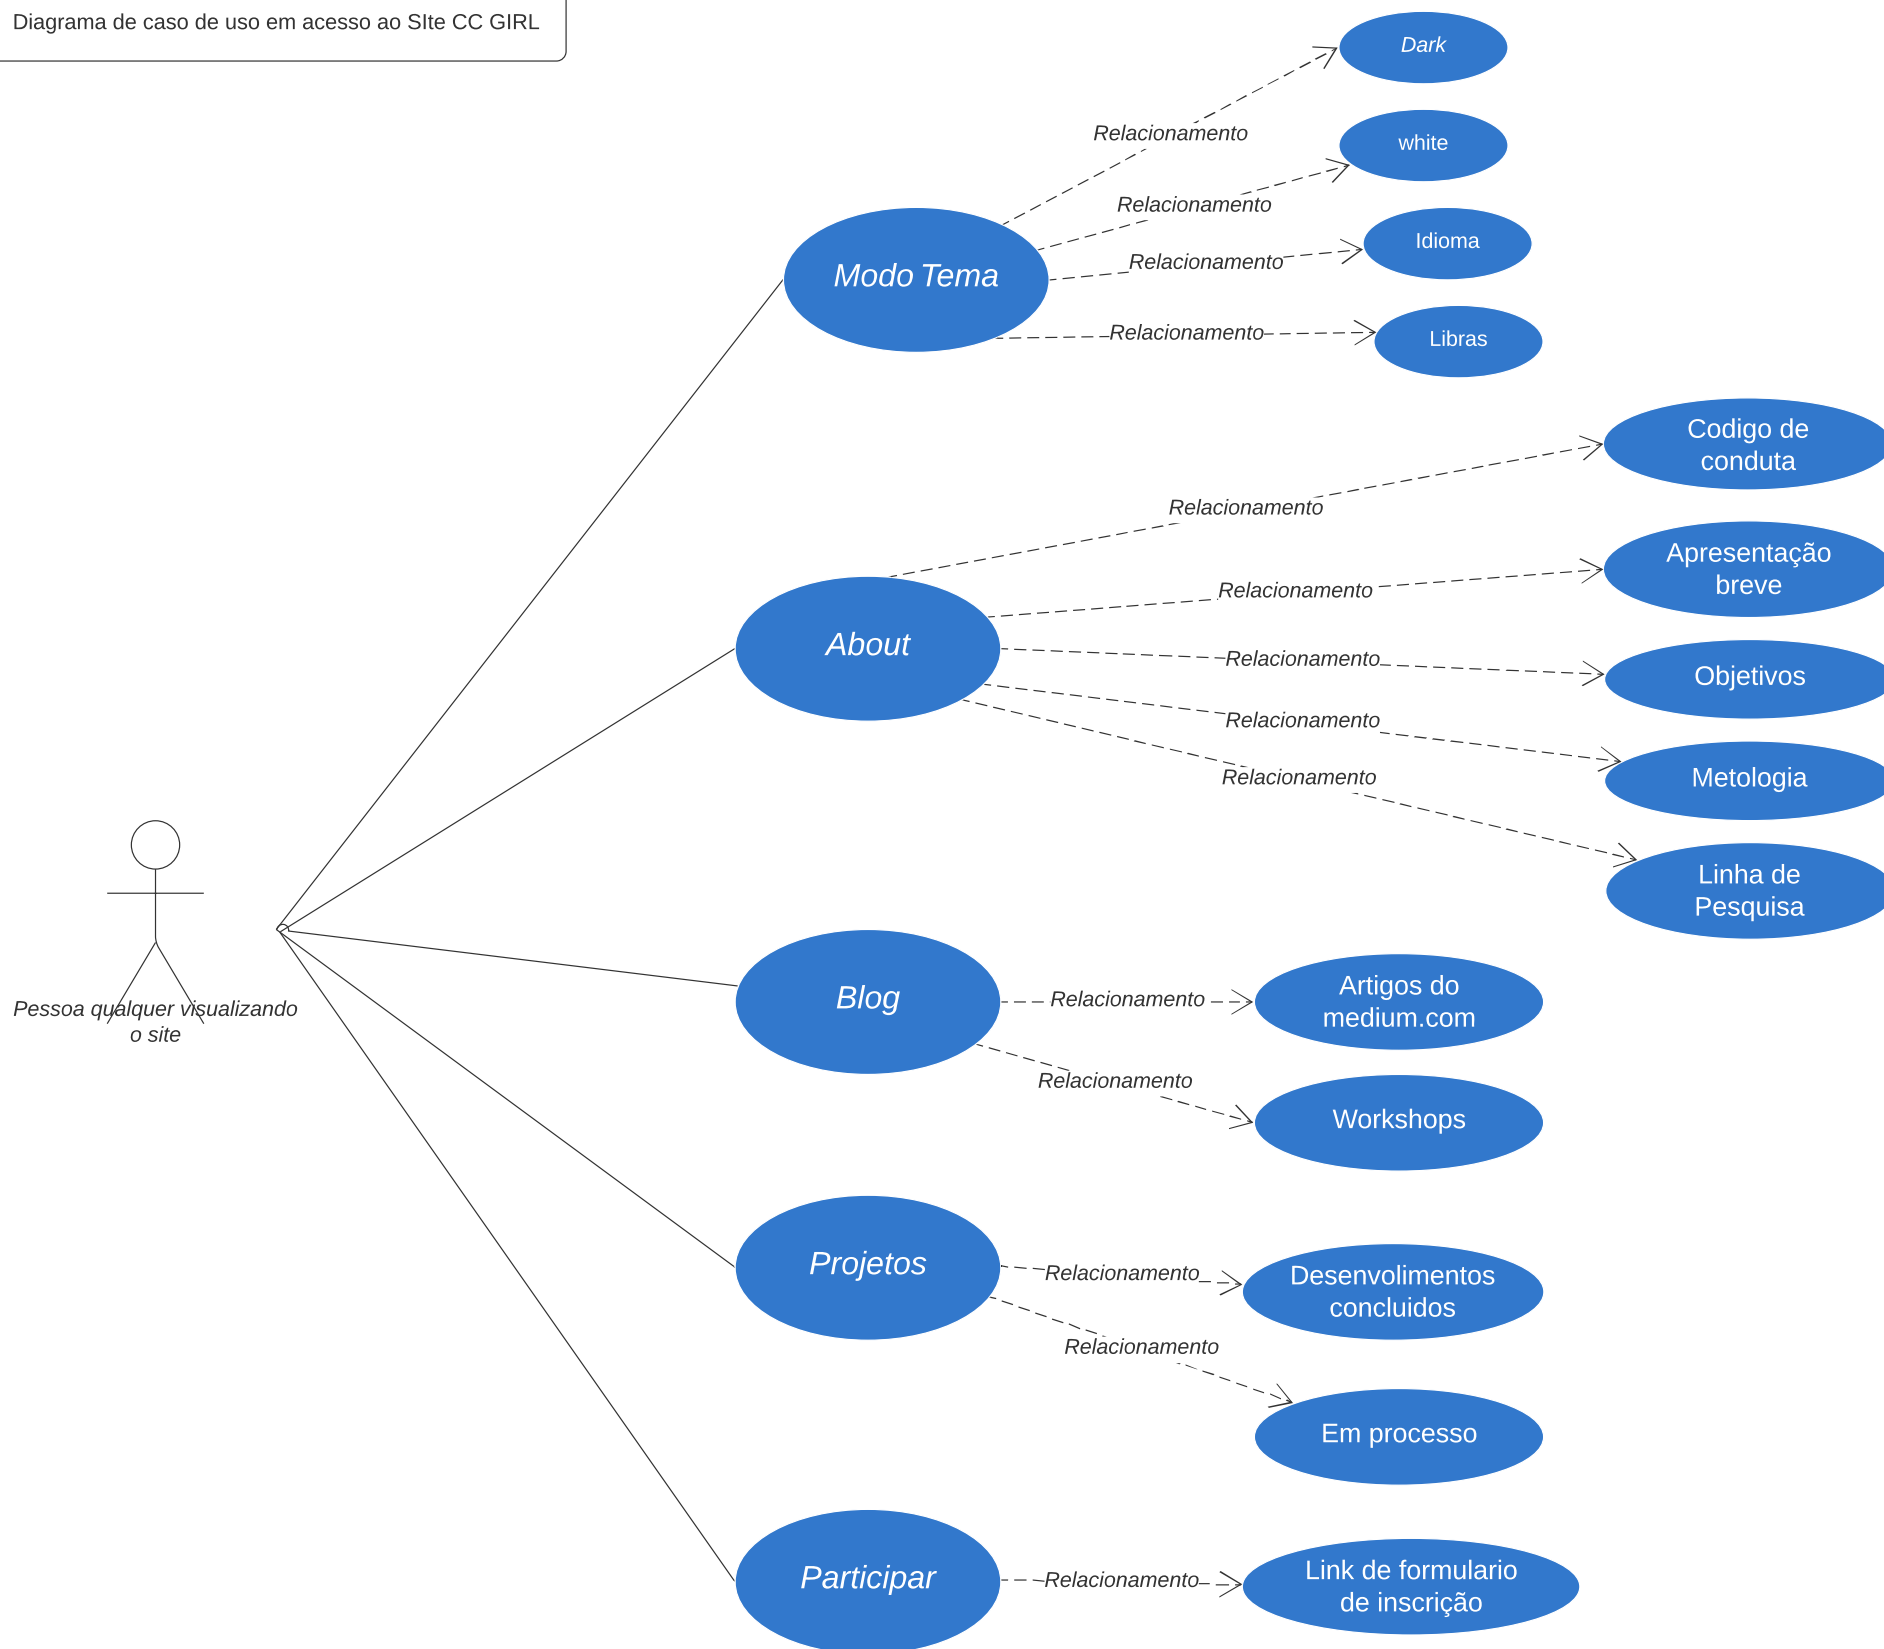 Diagrama de caso de uso em acesso ao SIte CC GIRL
Dark
Relacionamento
white
Relacionamento
Idioma
Relacionamento
Modo Tema
Libras
Relacionamento
Codigo de
conduta
Relacionamento
Apresentação
breve
Relacionamento
About
Relacionamento
Objetivos
Relacionamento
Metologia
Relacionamento
Linha de
Pesquisa
Pessoa qualquer visualizando
o site
Blog
Relacionamento
Artigos do
medium.com
Relacionamento
Workshops
Projetos
Relacionamento
Desenvolimentos
concluidos
Relacionamento
Em processo
Participar
Relacionamento
Link de formulario
de inscrição